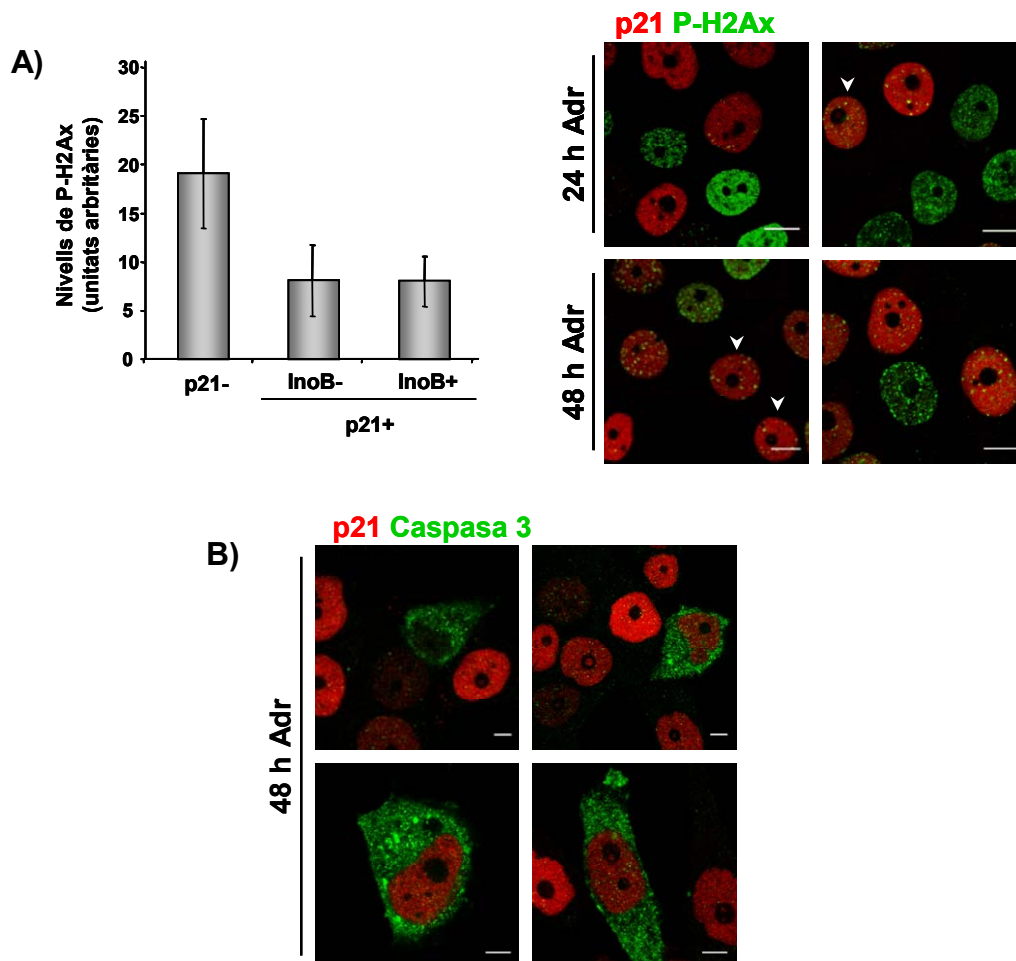 A)
Nivells de P-H2Ax
(unitats arbritàries)
30
25
20
15
10
5
0
p21-
InoB-
InoB+
p21+
p21 P-H2Ax
24 h Adr
48 h Adr
B)
p21 Caspasa 3
48 h Adr